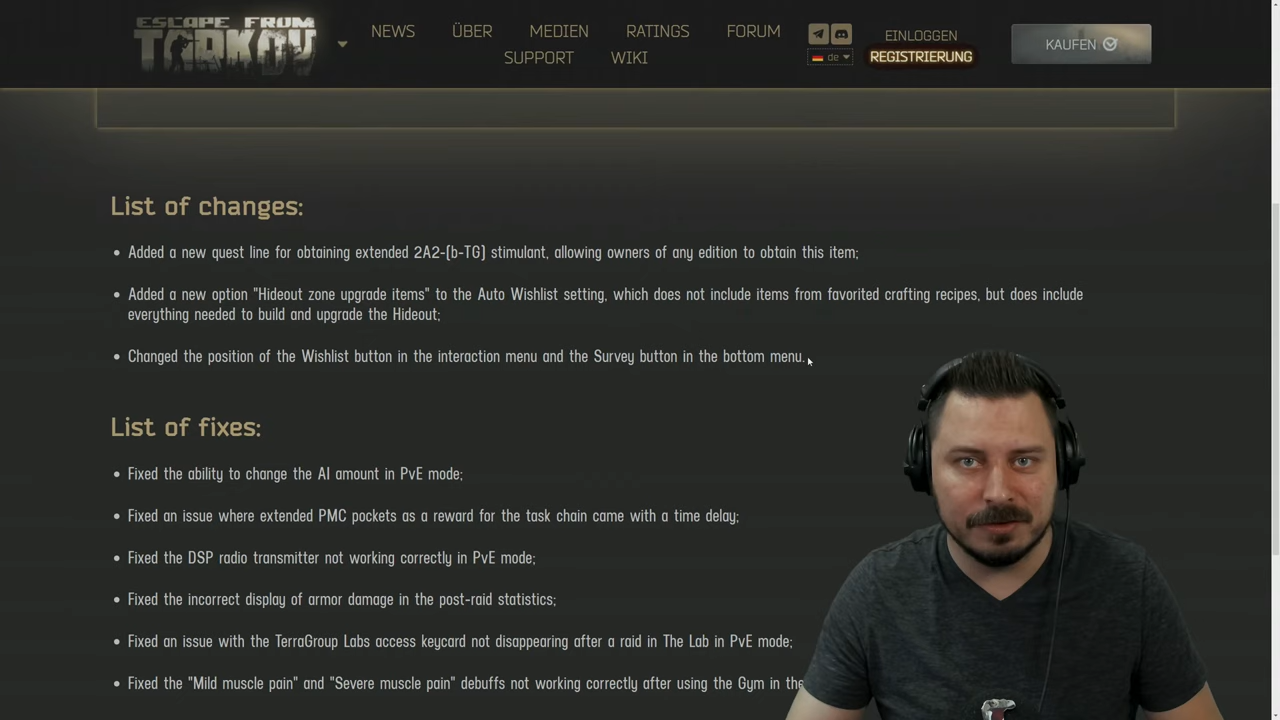 ESCAPE FROM
TARKOV
NEWS ÜBER MEDIEN RATINGS FORUM
SUPPORT WIKI
de
EINLOGGEN
REGISTRIERUNG
KAUFEN
List of changes:
• Added a new quest line for obtaining extended 2A2-(b-TG) stimulant, allowing owners of any edition to obtain this item;
• Added a new option "Hideout zone upgrade items" to the Auto Wishlist setting, which does not include items from favorited crafting recipes, but does include
everything needed to build and upgrade the Hideout;
• Changed the position of the Wishlist button in the interaction menu and the Survey button in the bottom menu.
List of fixes:
• Fixed the ability to change the AI amount in PvE mode;
• Fixed an issue where extended PMC pockets as a reward for the task chain came with a time delay;
• Fixed the DSP radio transmitter not working correctly in PvE mode;
• Fixed the incorrect display of armor damage in the post-raid statistics;
• Fixed an issue with the TerraGroup Labs access keycard not disappearing after a raid in The Lab in PvE mode;
• Fixed the "Mild muscle pain" and "Severe muscle pain" debuffs not working correctly after using the Gym in the